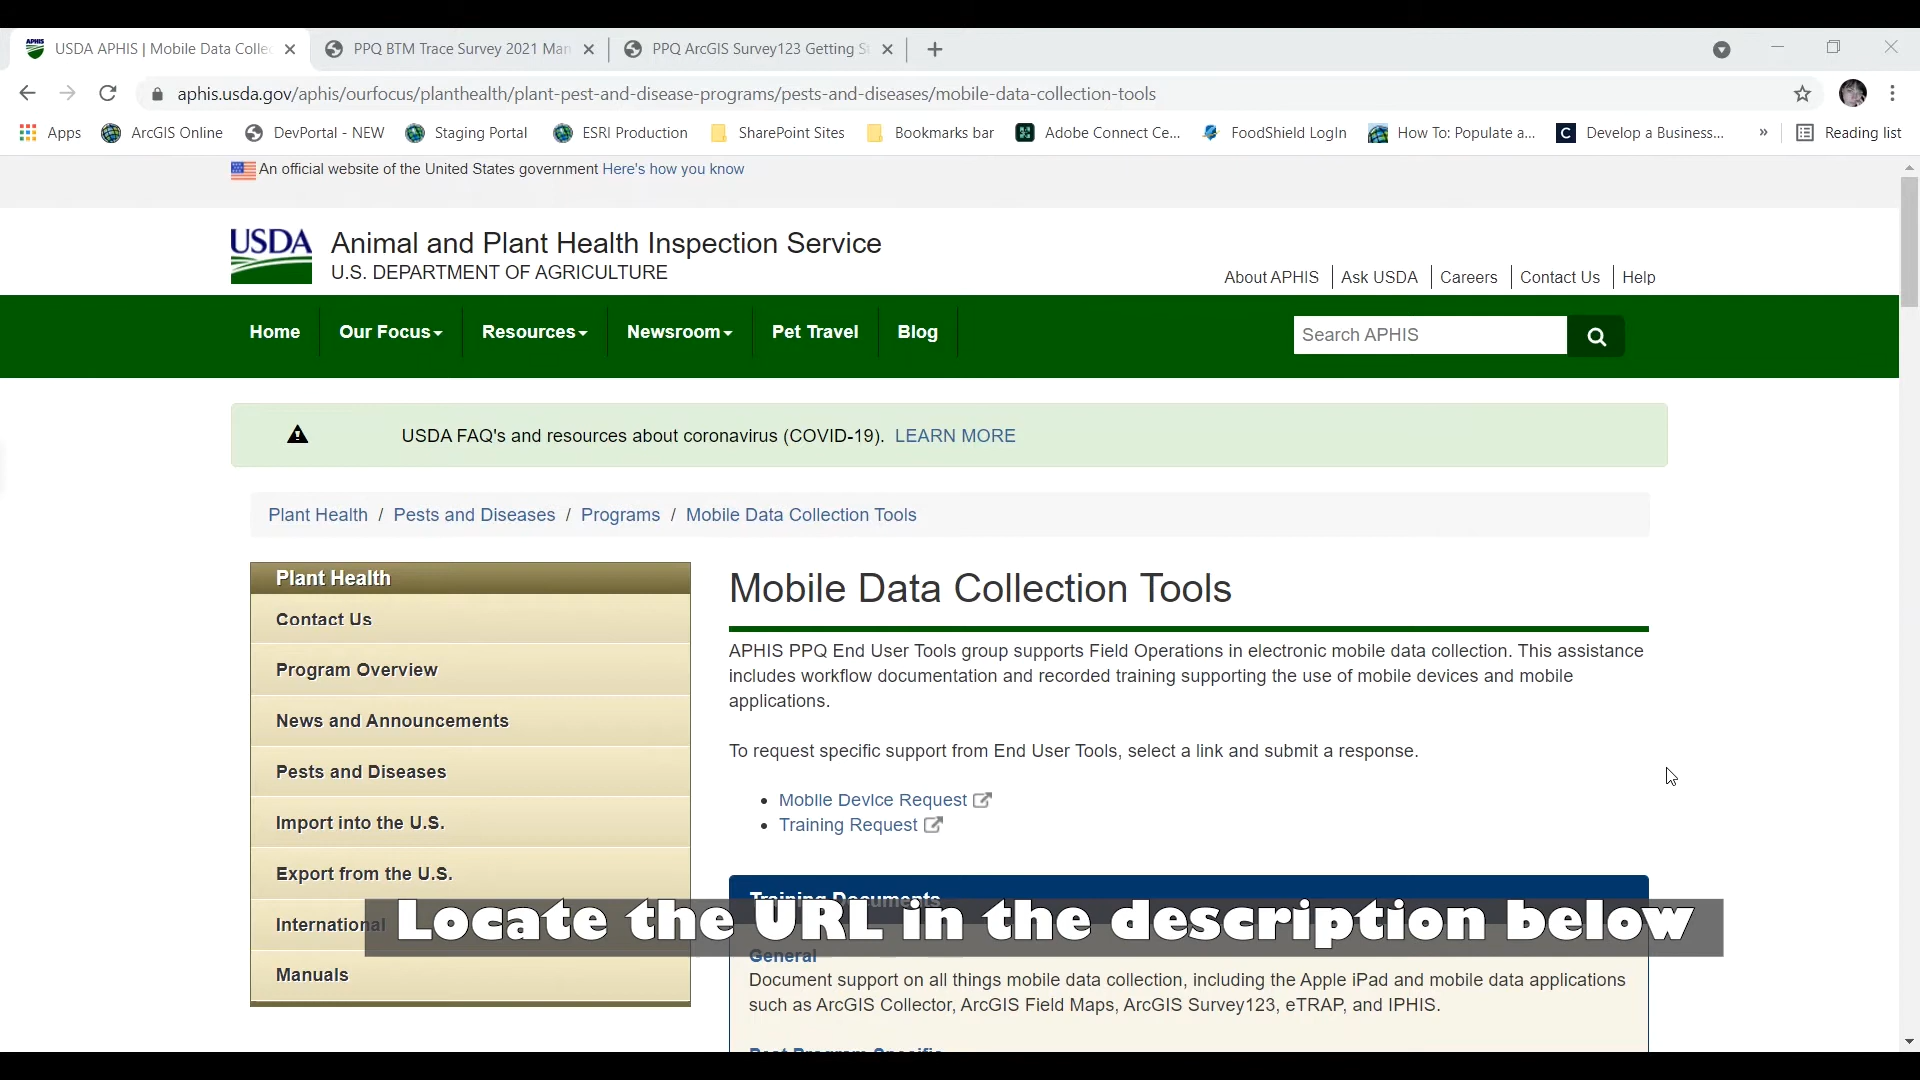 USDA APHIS | Mobile Data Collec
PPQ BTM Trace Survey 2021 Man
PPQ ArcGIS Survey123 Getting S
aphis.usda.gov/aphis/ourfocus/planthealth/plant-pest-and-disease-programs/pests-and-diseases/mobile-data-collection-tools
Apps ArcGIS Online DevPortal - NEW Staging Portal ESRI Production SharePoint Sites Bookmarks bar Adobe Connect Ce... FoodShield LogIn How To: Populate a... Develop a Business... » Reading list
An official website of the United States government Here's how you know
USDA
Animal and Plant Health Inspection Service
U.S. DEPARTMENT OF AGRICULTURE
About APHIS Ask USDA Careers Contact Us Help
Home Our Focus Resources Newsroom Pet Travel Blog Search APHIS
USDA FAQ's and resources about coronavirus (COVID-19). LEARN MORE
Plant Health / Pests and Diseases / Programs / Mobile Data Collection Tools
Plant Health
Contact Us
Program Overview
News and Announcements
Pests and Diseases
Import into the U.S.
Export from the U.S.
International
Manuals
Mobile Data Collection Tools
APHIS PPQ End User Tools group supports Field Operations in electronic mobile data collection. This assistance
includes workflow documentation and recorded training supporting the use of mobile devices and mobile
applications.
To request specific support from End User Tools, select a link and submit a response.
• Mobile Device Request
• Training Request
Training Documents
Locate the URL in the description below
General
Document support on all things mobile data collection, including the Apple iPad and mobile data applications
such as ArcGIS Collector, ArcGIS Field Maps, ArcGIS Survey123, eTRAP, and IPHIS.
Pest Program Specific